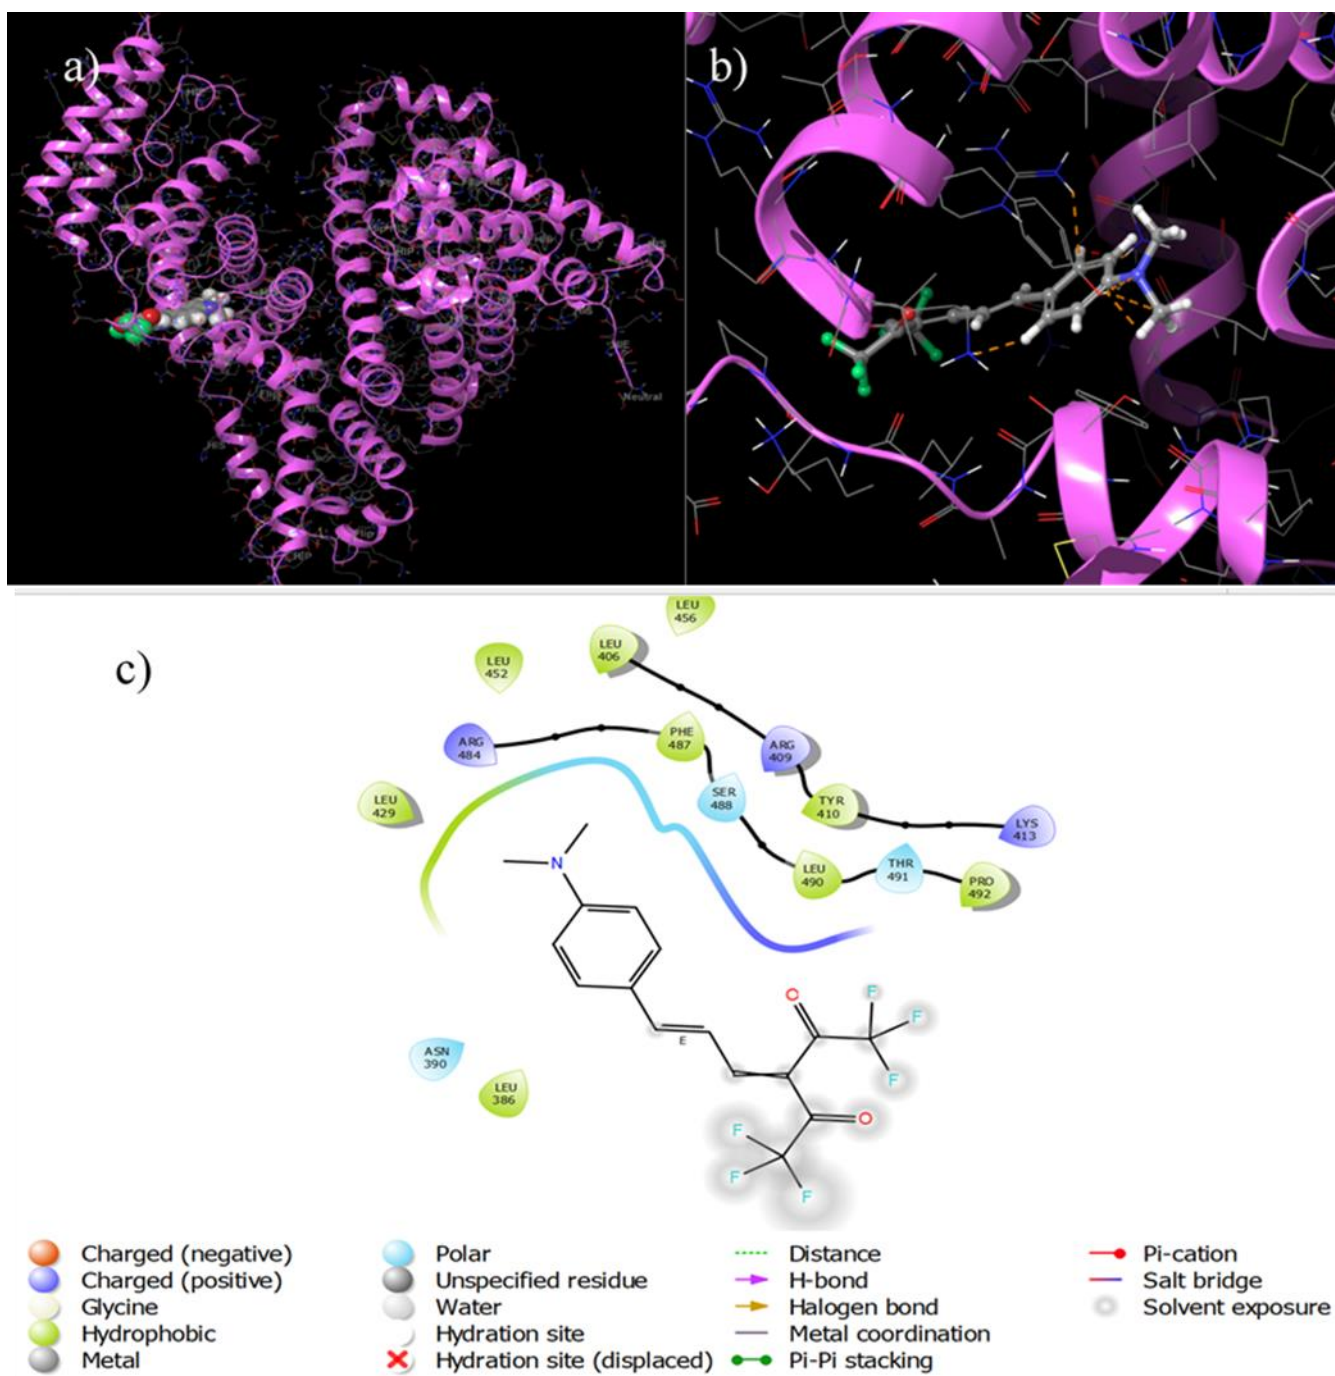 a)
b)
Neutral
c)
LEU
456
LEU
406
LEU
452
ARG
484
PHE
487
ARG
409
SER
488
LEU
429
TYR
410
LYS
413
LEU
490
THR
491
PRO
492
N
E
O
F
F
F
O
F
F
F
ASN
390
LEU
386
Charged (negative)
Charged (positive)
Glycine
Hydrophobic
Metal
Polar
Unspecified residue
Water
Hydration site
Hydration site (displaced)
Distance
H-bond
Halogen bond
Metal coordination
Pi-Pi stacking
Pi-cation
Salt bridge
Solvent exposure